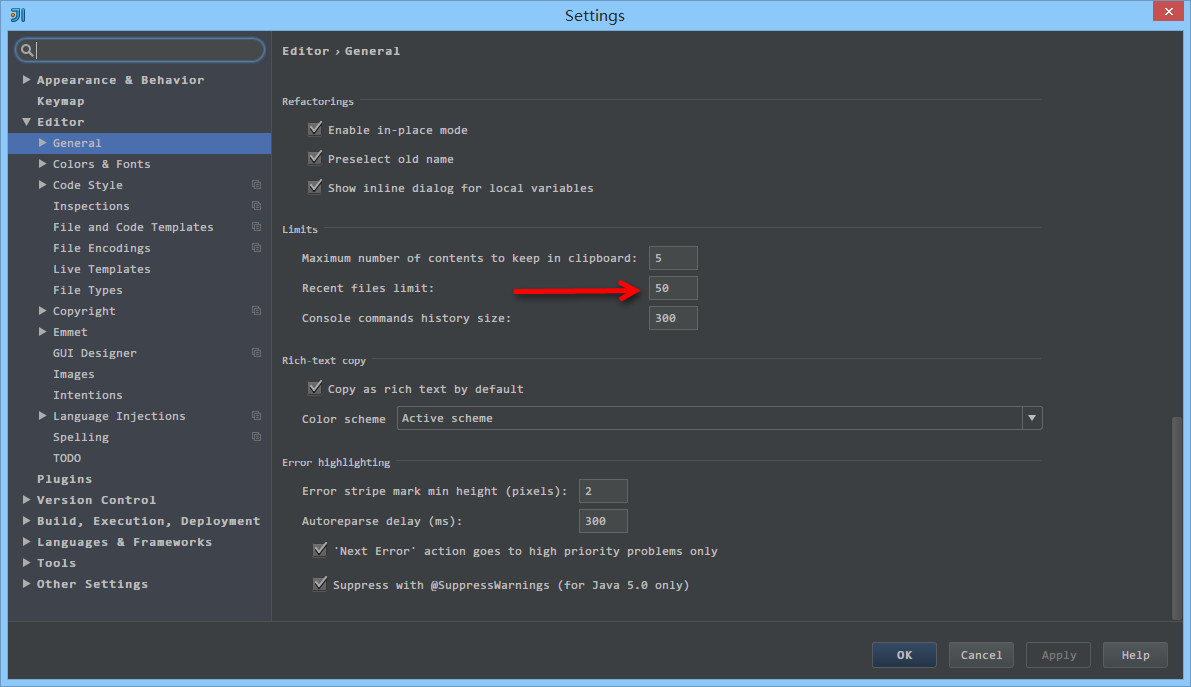 Settings
Editor › General
Appearance & Behavior
Keymap
Editor
General
Colors & Fonts
Code Style
Inspections
File and Code Templates
File Encodings
Live Templates
File Types
Copyright
Emmet
GUI Designer
Images
Intentions
Language Injections
Spelling
TODO
Plugins
Version Control
Build, Execution, Deployment
Languages & Frameworks
Tools
Other Settings
Refactorings
Enable in-place mode
Preselect old name
Show inline dialog for local variables
Limits
Maximum number of contents to keep in clipboard: 5
Recent files limit: 50
Console commands history size: 300
Rich-text copy
Copy as rich text by default
Color scheme Active scheme
Error highlighting
Error stripe mark min height (pixels): 2
Autoreparse delay (ms): 300
'Next Error' action goes to high priority problems only
Suppress with @SuppressWarnings (for Java 5.0 only)
OK Cancel Apply Help